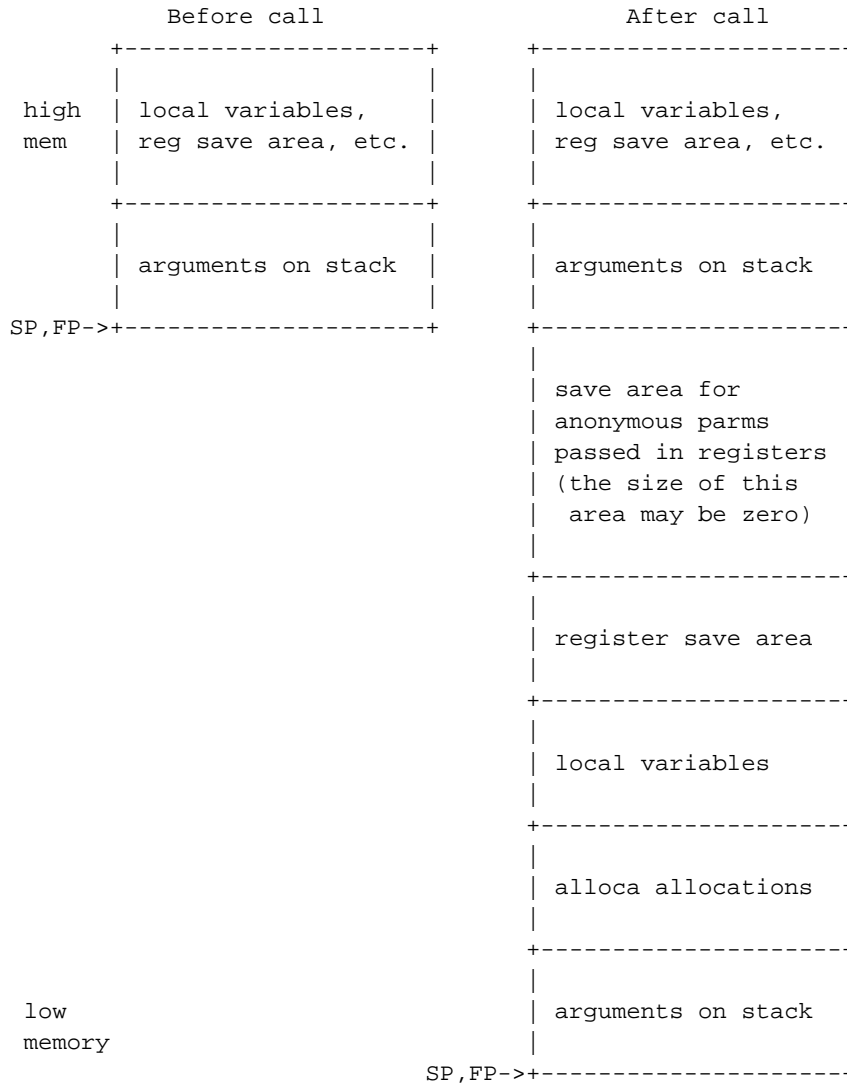 Before call After call
+---------------------+ +---------------------
| | |
high | local variables, | | local variables,
mem | reg save area, etc. | | reg save area, etc.
| | |
+---------------------+ +---------------------
| | |
| arguments on stack | | arguments on stack
| | |
SP,FP->+---------------------+ +---------------------
|
| save area for
| anonymous parms
| passed in registers
| (the size of this
| area may be zero)
|
+---------------------
|
| register save area
|
+---------------------
|
| local variables
|
+---------------------
|
| alloca allocations
|
+---------------------
|
low | arguments on stack
memory |
SP,FP->+---------------------